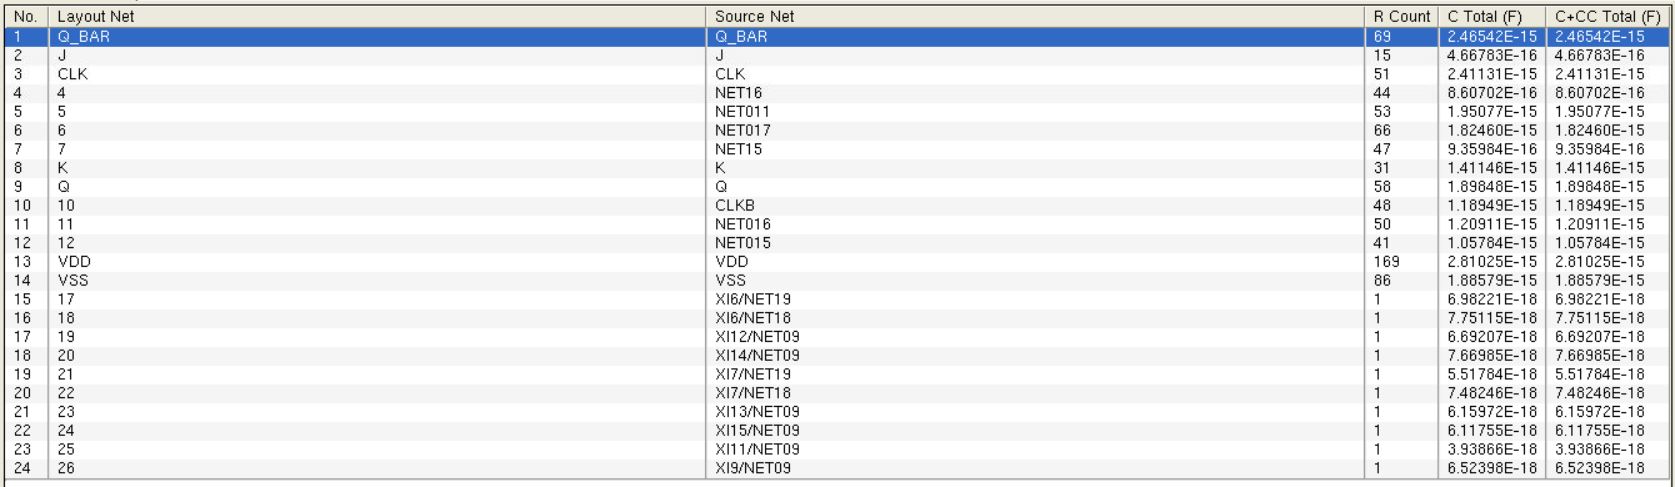 No. Layout Net Source Net R Count C Total (F) C+CC Total (F)
1 Q_BAR Q_BAR 69 2.46542E-15 2.46542E-15
2 J J 15 4.66783E-16 4.66783E-16
3 CLK CLK 51 2.41131E-15 2.41131E-15
4 4 NET16 44 8.60702E-16 8.60702E-16
5 5 NET011 53 1.95077E-15 1.95077E-15
6 6 NET017 66 1.82460E-15 1.82460E-15
7 7 NET15 47 9.35984E-16 9.35984E-16
8 K K 31 1.41146E-15 1.41146E-15
9 Q Q 58 1.89848E-15 1.89848E-15
10 10 CLKB 48 1.18949E-15 1.18949E-15
11 11 NET016 50 1.20911E-15 1.20911E-15
12 12 NET015 41 1.05784E-15 1.05784E-15
13 VDD VDD 169 2.81025E-15 2.81025E-15
14 VSS VSS 86 1.88579E-15 1.88579E-15
15 17 XI6/NET19 1 6.98221E-18 6.98221E-18
16 18 XI6/NET18 1 7.75115E-18 7.75115E-18
17 19 XI12/NET09 1 6.69207E-18 6.69207E-18
18 20 XI14/NET09 1 7.66985E-18 7.66985E-18
19 21 XI7/NET19 1 5.51784E-18 5.51784E-18
20 22 XI7/NET18 1 7.48246E-18 7.48246E-18
21 23 XI13/NET09 1 6.15972E-18 6.15972E-18
22 24 XI15/NET09 1 6.11755E-18 6.11755E-18
23 25 XI11/NET09 1 3.93866E-18 3.93866E-18
24 26 XI9/NET09 1 6.52398E-18 6.52398E-18